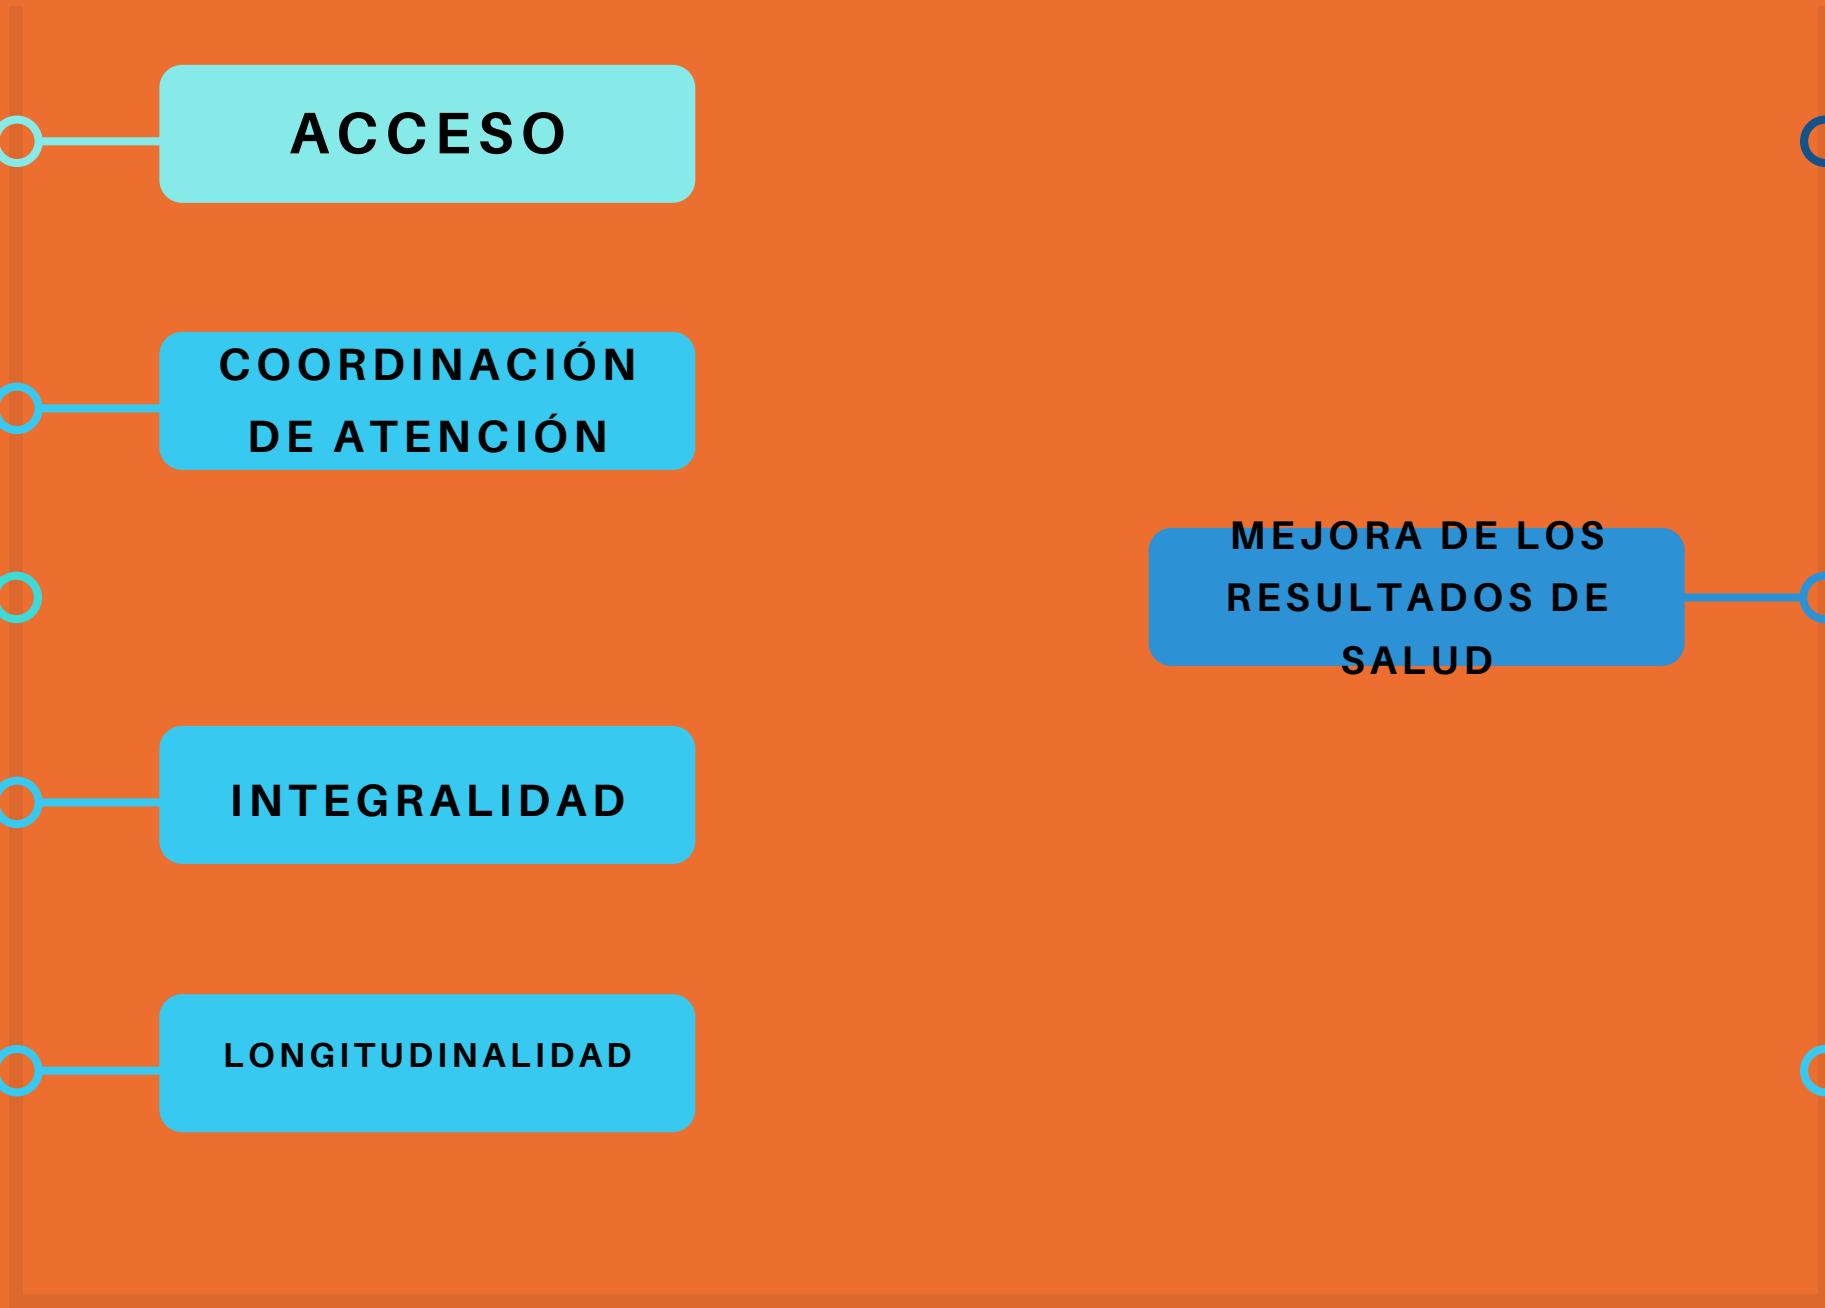 ACCESO
COORDINACIÓN
DE ATENCIÓN
MEJORA DE LOS
RESULTADOS DE
SALUD
INTEGRALIDAD
LONGITUDINALIDAD